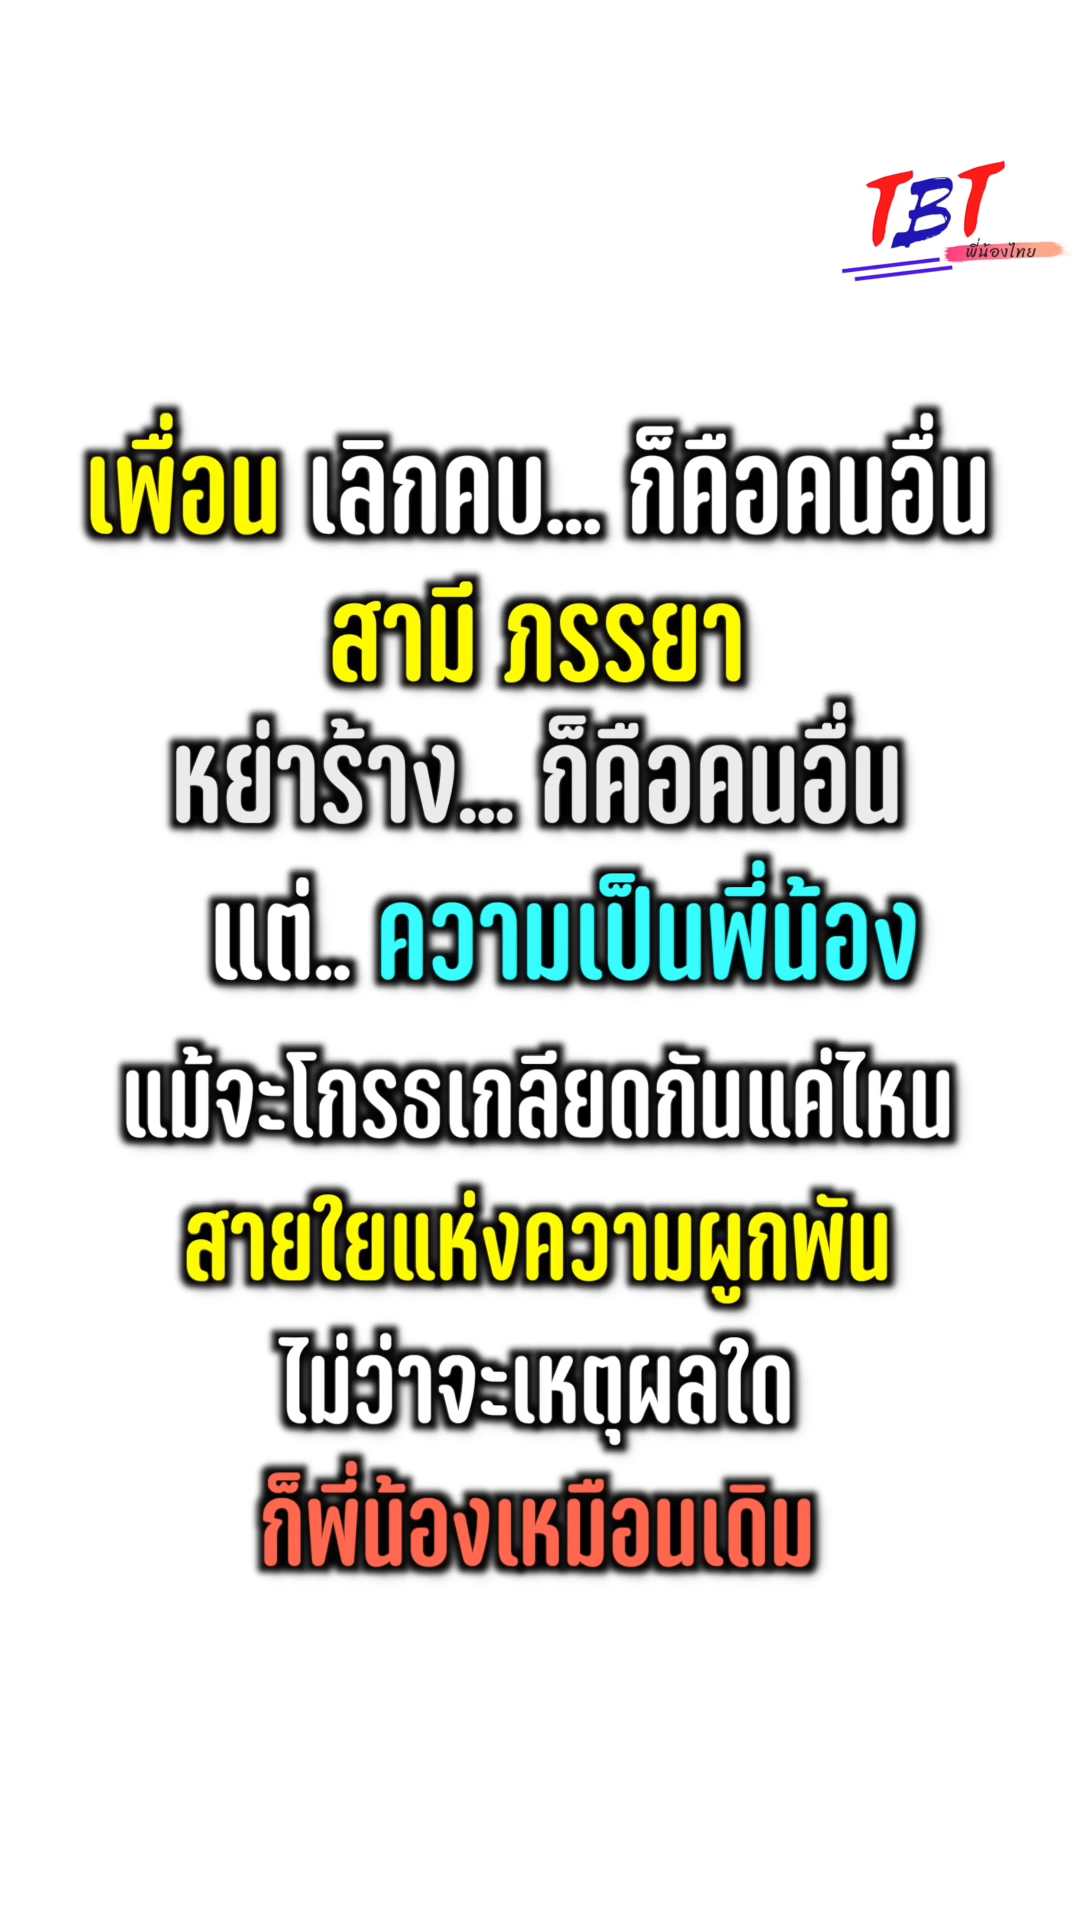 TBT
พี่น้องไทย
เพื่อน เลิกคบ... ก็คือคนอื่น
สามี ภรรยา
หย่าร้าง... ก็คือคนอื่น
แต่.. ความเป็นพี่น้อง
แม้จะโกรธเกลียดกันแค่ไหน
สายใยแห่งความผูกพัน
ไม่ว่าจะเหตุผลใด
ก็พี่น้องเหมือนเดิม